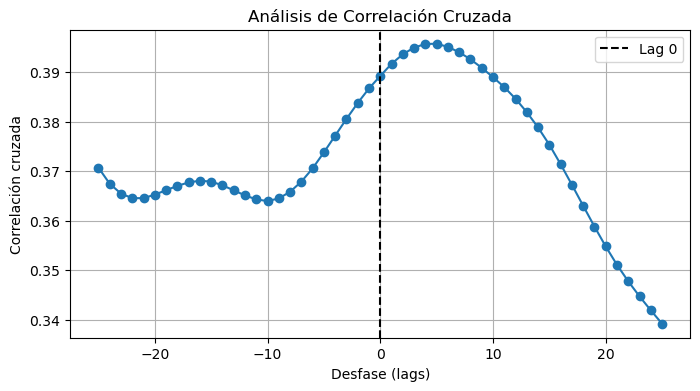 Análisis de Correlación Cruzada
Lag 0
Correlación cruzada
0.39
0.38
0.37
0.36
0.35
0.34
−20
−10
0
10
20
Desfase (lags)